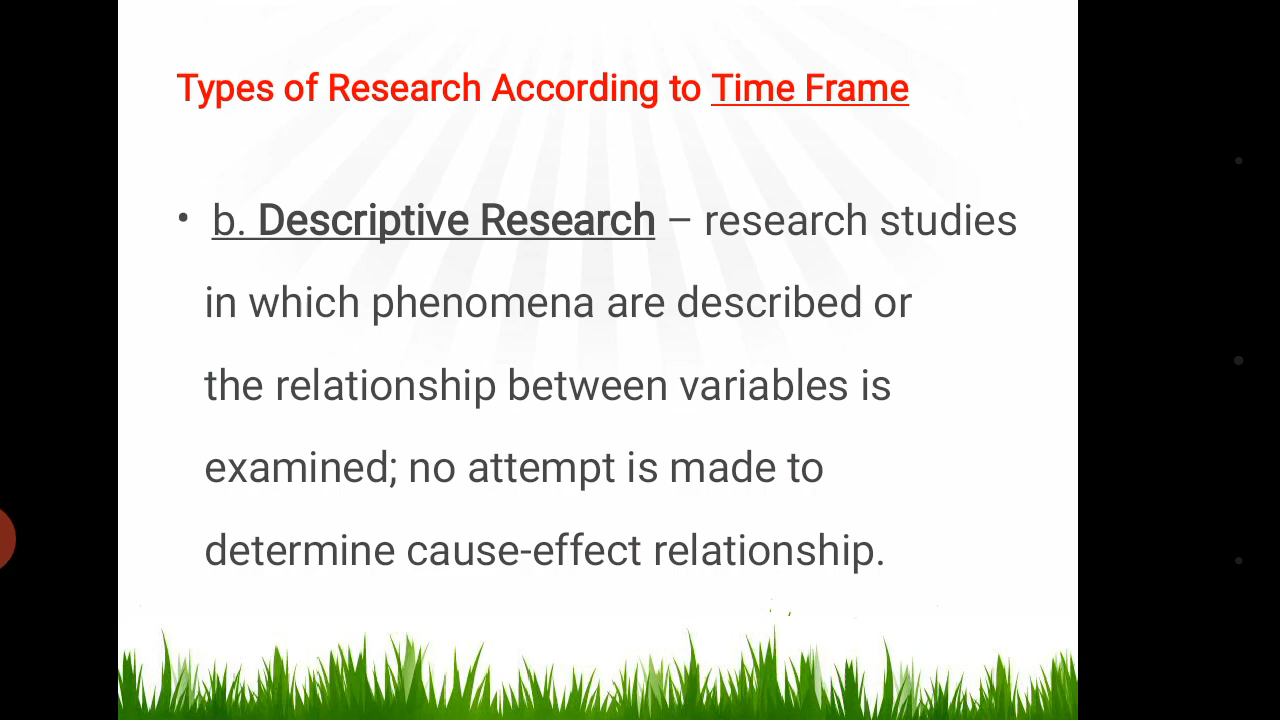 Types of Research According to Time Frame
• b. Descriptive Research – research studies
in which phenomena are described or
the relationship between variables is
examined; no attempt is made to
determine cause-effect relationship.